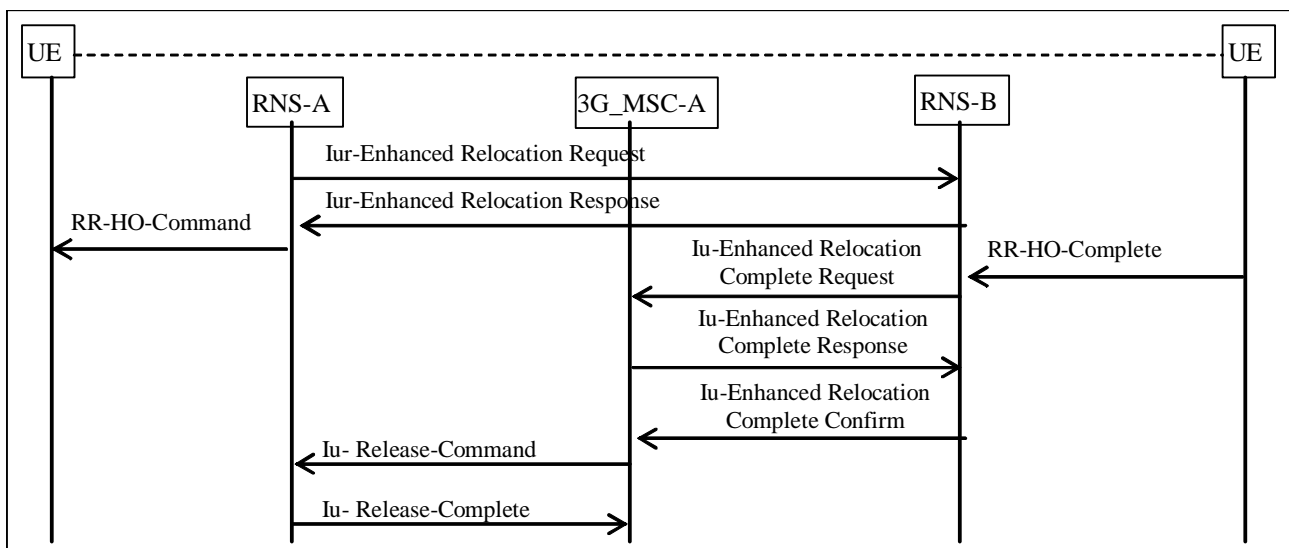 UE
UE
RNS-A
3G_MSC-A
RNS-B
Iur-Enhanced Relocation Request
Iur-Enhanced Relocation Response
RR-HO-Command
Iu-Enhanced Relocation
Complete Request
RR-HO-Complete
Iu-Enhanced Relocation
Complete Response
Iu-Enhanced Relocation
Complete Confirm
Iu- Release-Command
Iu- Release-Complete